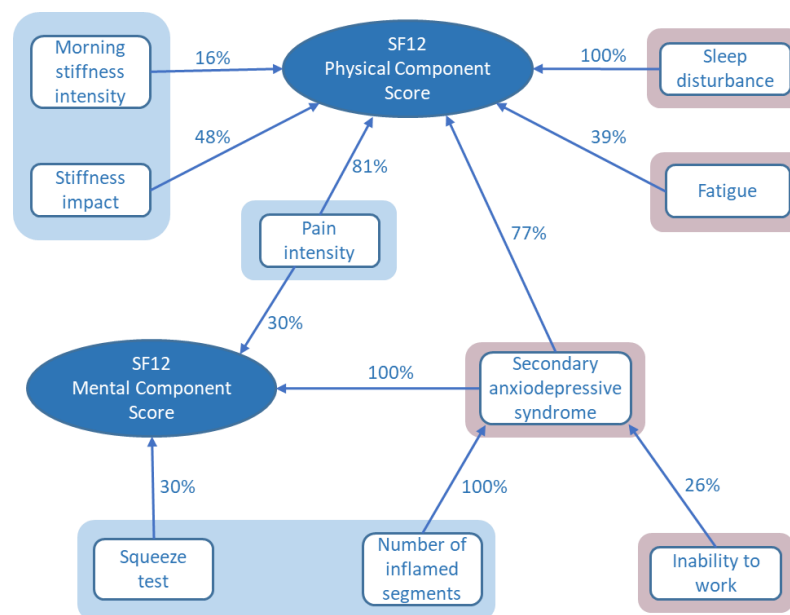 Morning
stiffness
intensity
16%
SF12
Physical Component
Score
100%
Sleep
disturbance
48%
39%
Stiffness
impact
81%
Fatigue
Pain
intensity
77%
30%
SF12
Mental Component
Score
100%
Secondary
anxiodepressive
syndrome
30%
100%
26%
Squeeze
test
Number of
inflamed
segments
Inability to
work